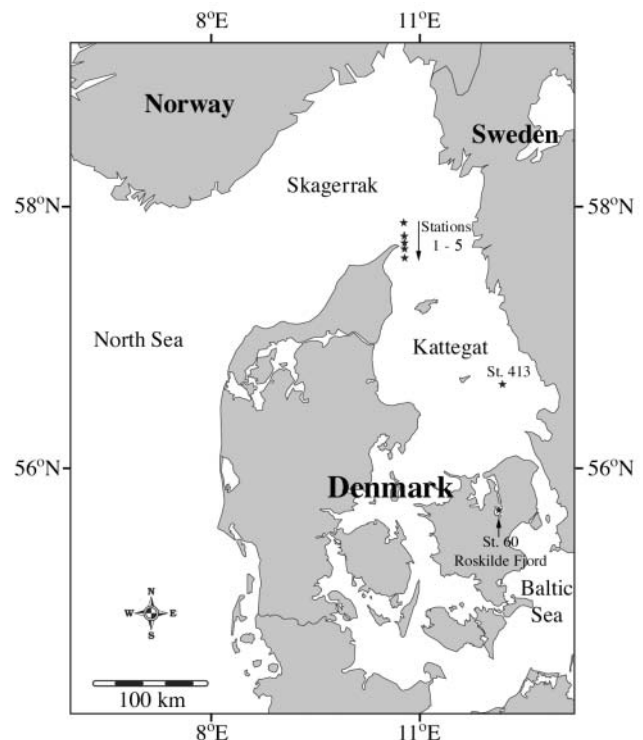 8°E
11°E
Norway
Sweden
58°N
58°N
Skagerrak
Stations
1 - 5
North Sea
Kattegat
St. 413
56°N
56°N
Denmark
St. 60
Roskilde Fjord
Baltic
Sea
N
W
E
S
100 km
8°E
11°E